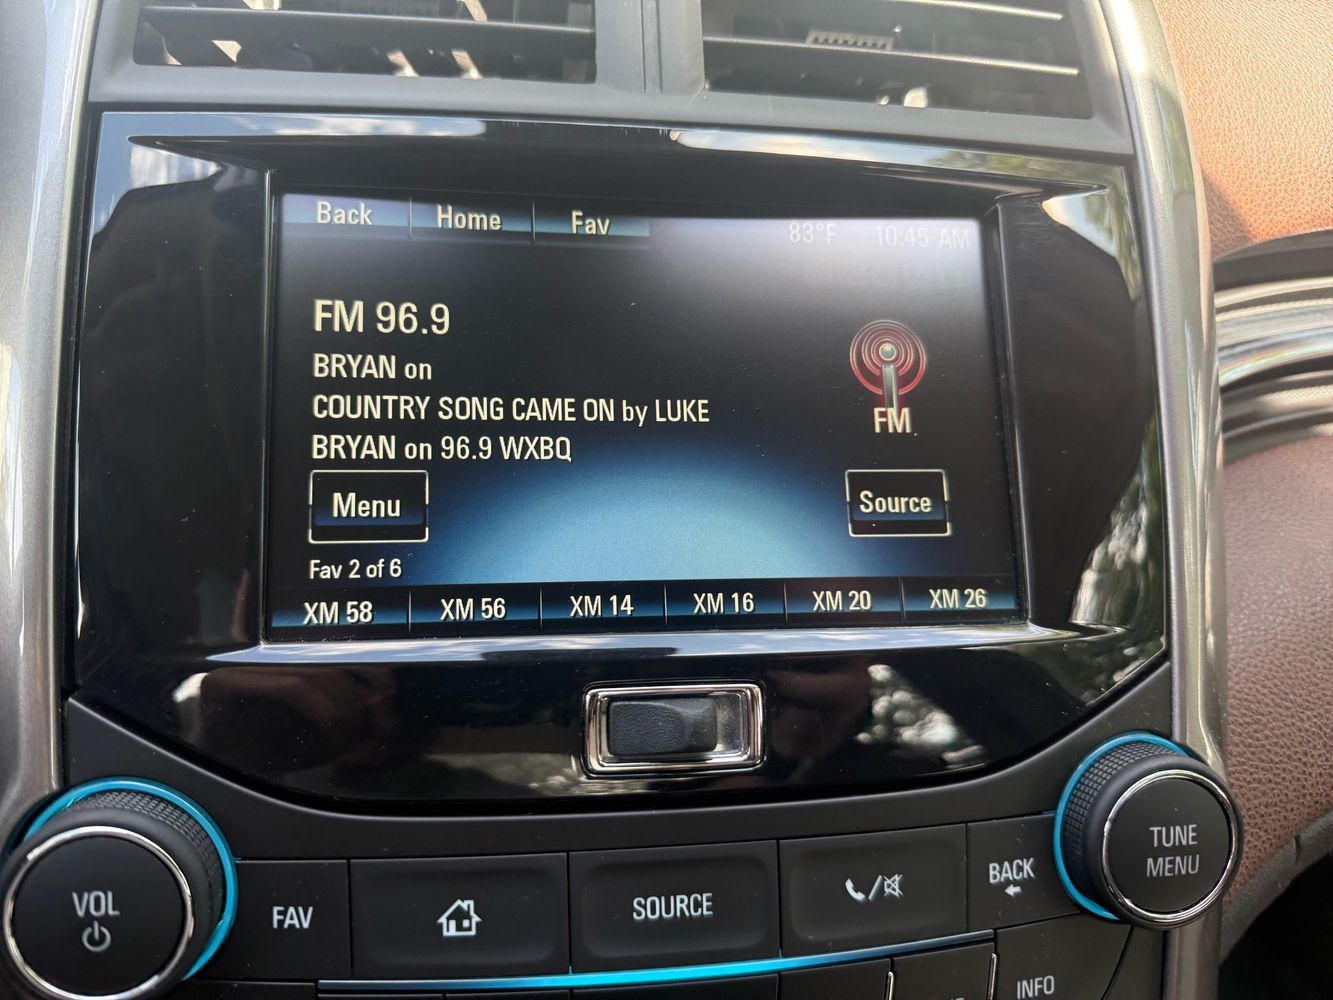 Back Home Fav 83°F 10:45 AM
FM 96.9
BRYAN on
COUNTRY SONG CAME ON by LUKE
BRYAN on 96.9 WXBQ
FM
Menu Source
Fav 2 of 6
XM 58 XM 56 XM 14 XM 16 XM 20 XM 26
VOL FAV SOURCE BACK TUNE
MENU
INFO